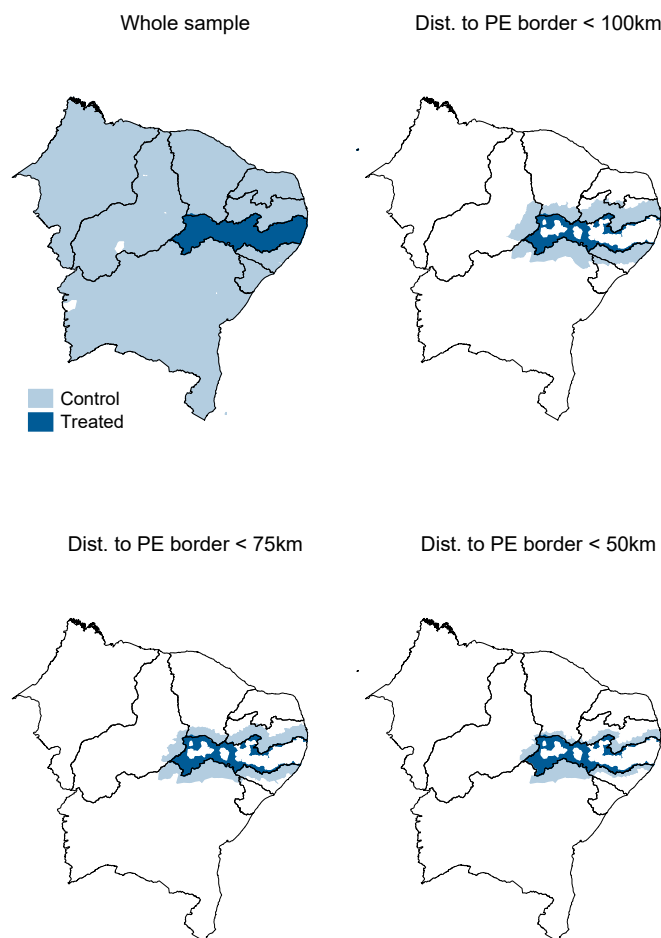 Whole sample
Dist. to PE border < 100km
Control
Treated
Dist. to PE border < 75km
Dist. to PE border < 50km